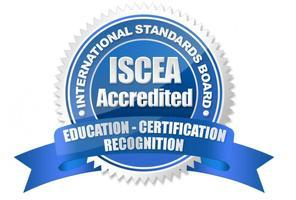 • INTERNATIONAL STANDARDS BOARD •
ISCEA
Accredited
EDUCATION - CERTIFICATION
RECOGNITION